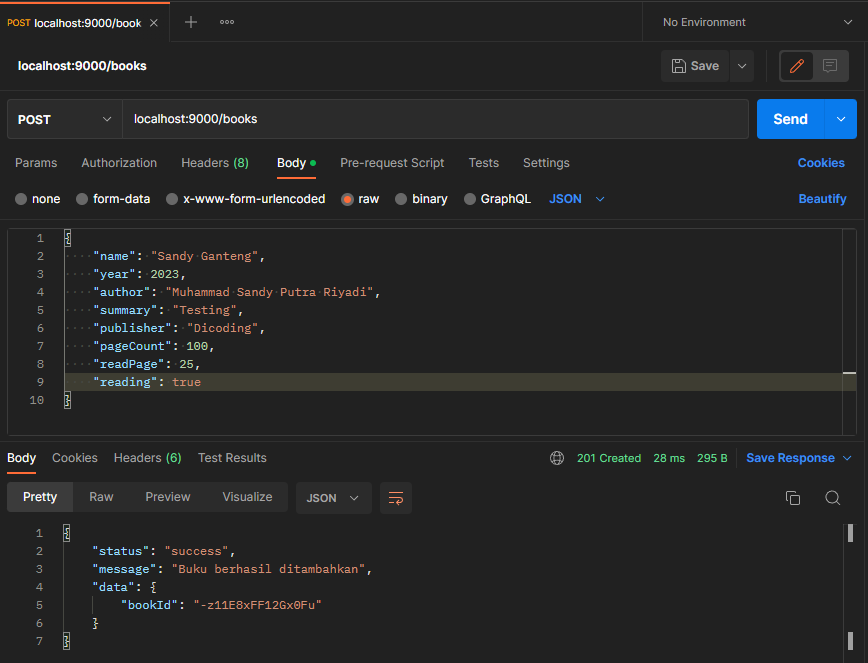 POST localhost:9000/book
No Environment
localhost:9000/books
Save
POST localhost:9000/books Send
Params Authorization Headers (8) Body Pre-request Script Tests Settings Cookies
none form-data x-www-form-urlencoded raw binary GraphQL JSON Beautify
1 {
2 ····"name":·"Sandy·Ganteng",
3 ····"year":·2023,
4 ····"author":·"Muhammad·Sandy·Putra·Riyadi",
5 ····"summary":·"Testing",
6 ····"publisher":·"Dicoding",
7 ····"pageCount":·100,
8 ····"readPage":·25,
9 ····"reading":·true
10 }
Body Cookies Headers (6) Test Results 201 Created 28 ms 295 B Save Response
Pretty Raw Preview Visualize JSON
1 {
2 "status": "success",
3 "message": "Buku berhasil ditambahkan",
4 "data": {
5 "bookId": "-z11E8xFF12Gx0Fu"
6 }
7 }